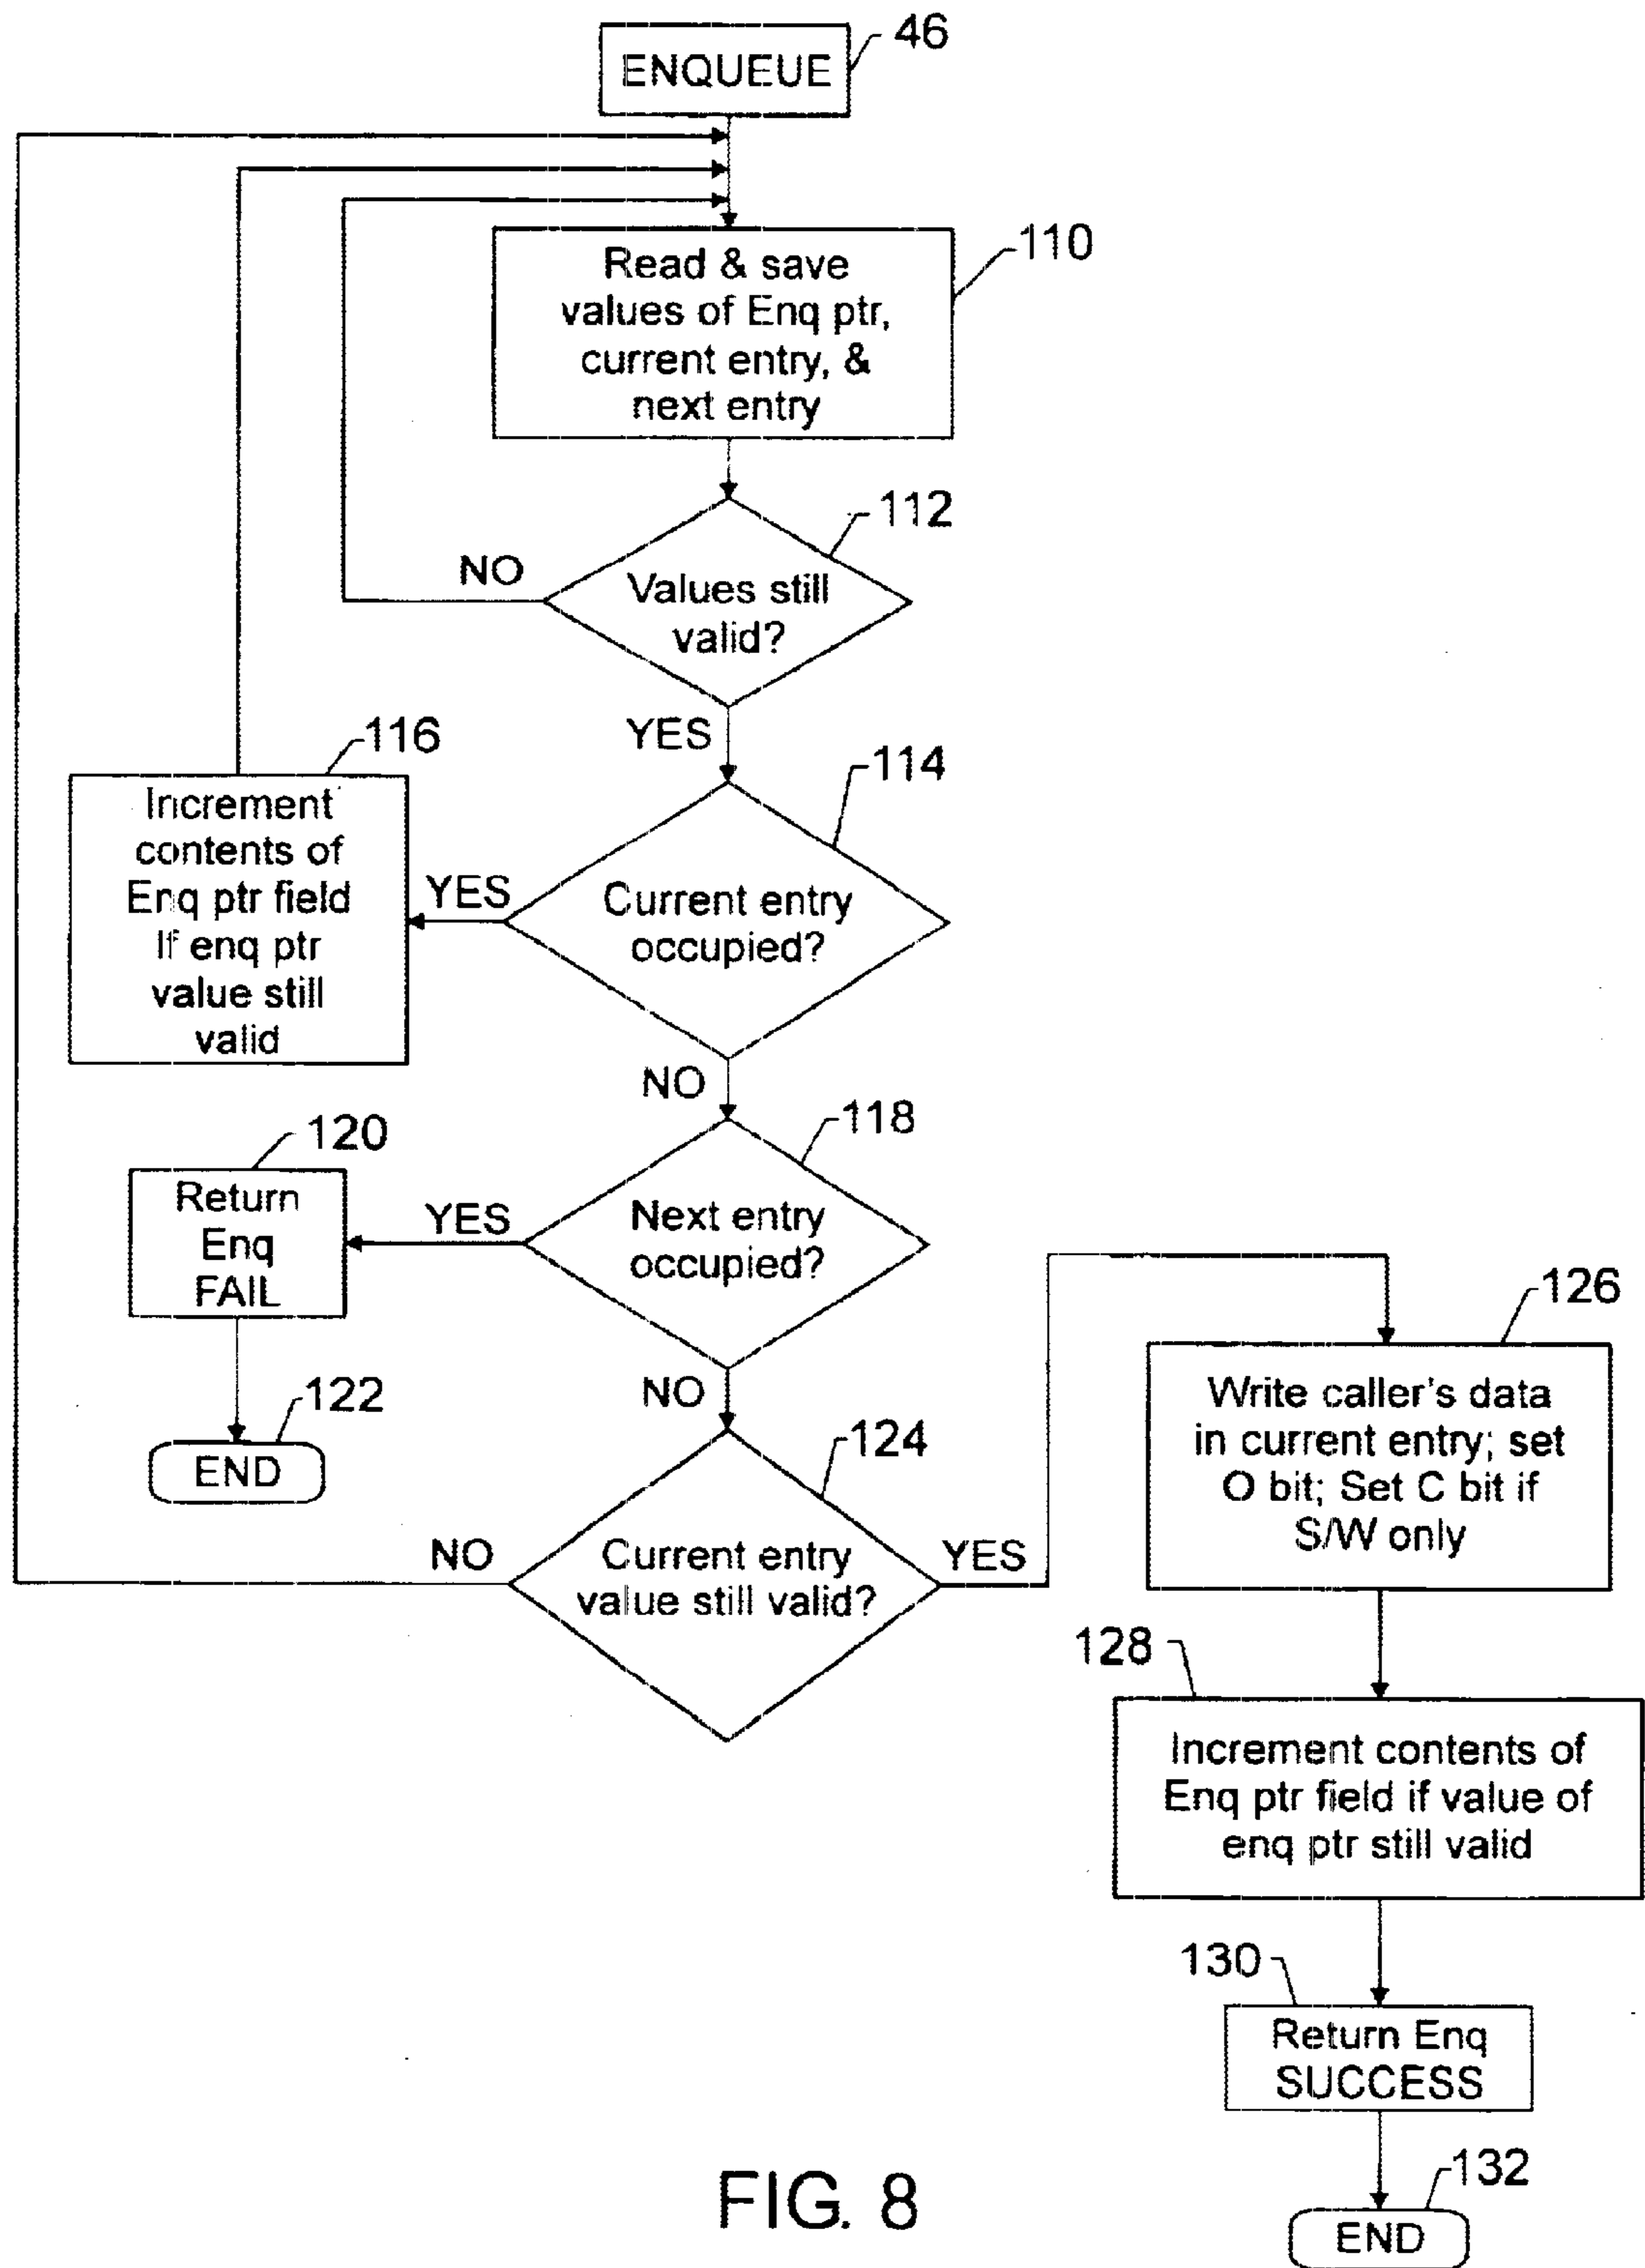 46
ENQUEUE
110
Read & save
values of Enq ptr,
current entry, &
next entry
112
NO
Values still
valid?
YES
116
114
Increment
contents of
Enq ptr field
If enq ptr
value still
valid
YES
Current entry
occupied?
NO
118
120
Return
Enq
FAIL
YES
Next entry
occupied?
NO
122
END
124
NO
Current entry
value still valid?
YES
126
Write caller's data
in current entry; set
O bit; Set C bit if
S/W only
128
Increment contents of
Enq ptr field if value of
enq ptr still valid
130
Return Enq
SUCCESS
132
END
FIG. 8